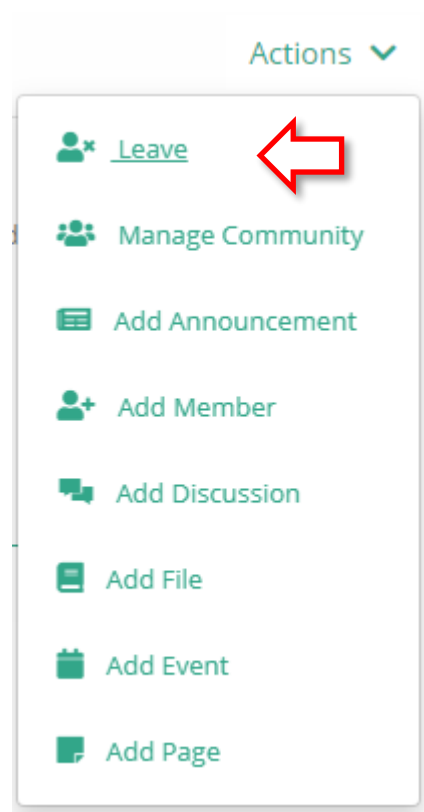 Actions
Leave
Manage Community
Add Announcement
Add Member
Add Discussion
Add File
Add Event
Add Page